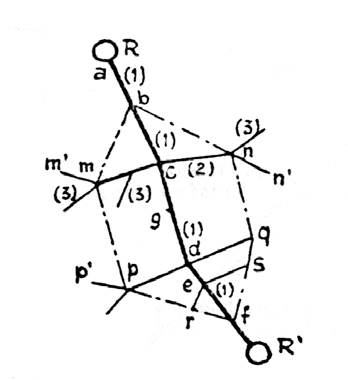 R
a (1)
b
(1)
(3)
m' m n
(3) (3) C (2) n'
g
(1) q
d
p' p s
e (1)
r f
R'